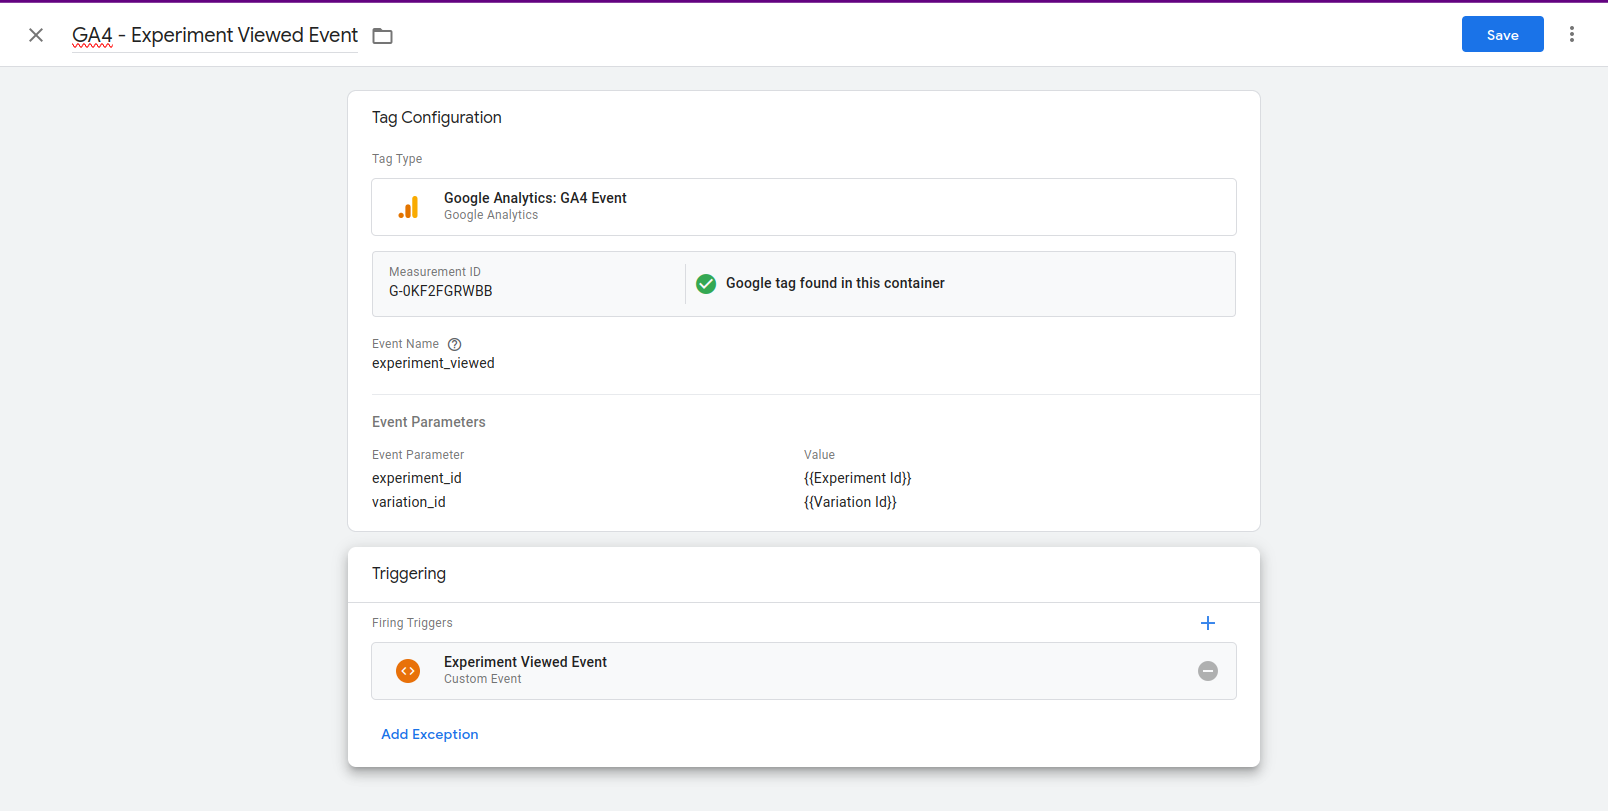 GA4 - Experiment Viewed Event
Save
Tag Configuration
Tag Type
Google Analytics: GA4 Event
Google Analytics
Measurement ID
G-0KF2FGRWBB
Google tag found in this container
Event Name
experiment_viewed
Event Parameters
Event Parameter Value
experiment_id {{Experiment Id}}
variation_id {{Variation Id}}
Triggering
Firing Triggers
Experiment Viewed Event
Custom Event
Add Exception